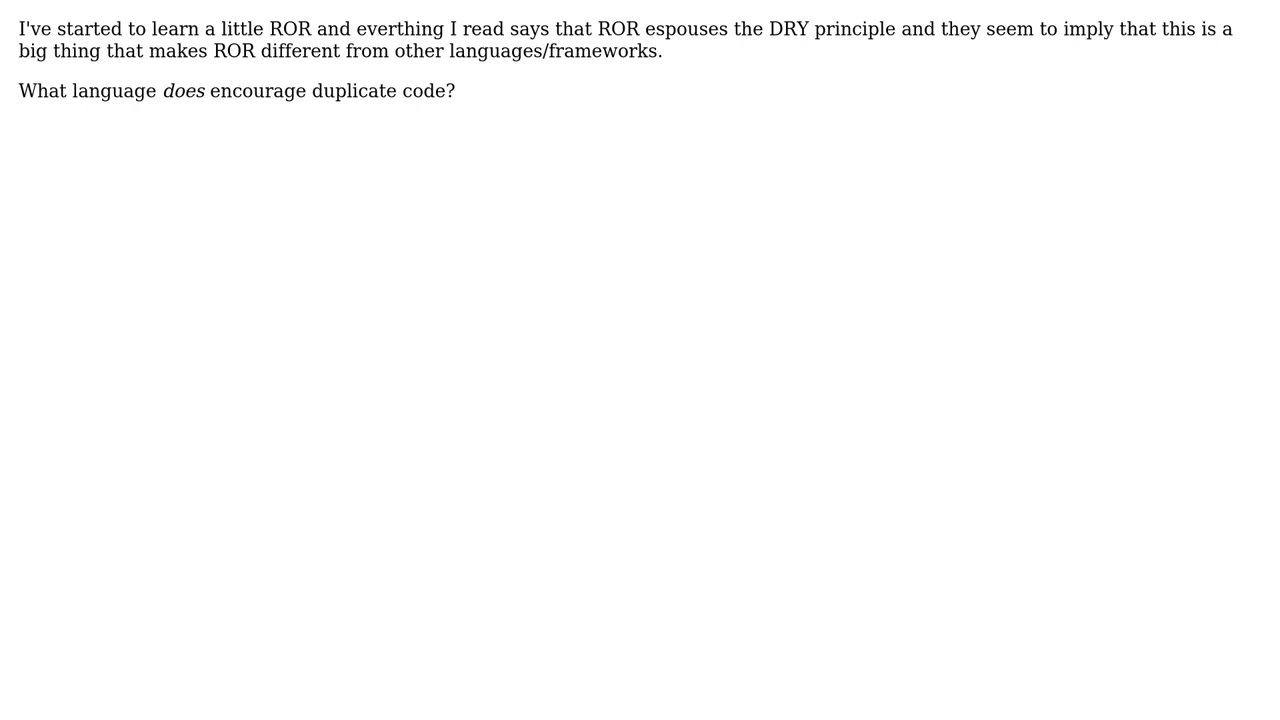 I've started to learn a little ROR and everthing I read says that ROR espouses the DRY principle and they seem to imply that this is a
big thing that makes ROR different from other languages/frameworks.
What language does encourage duplicate code?